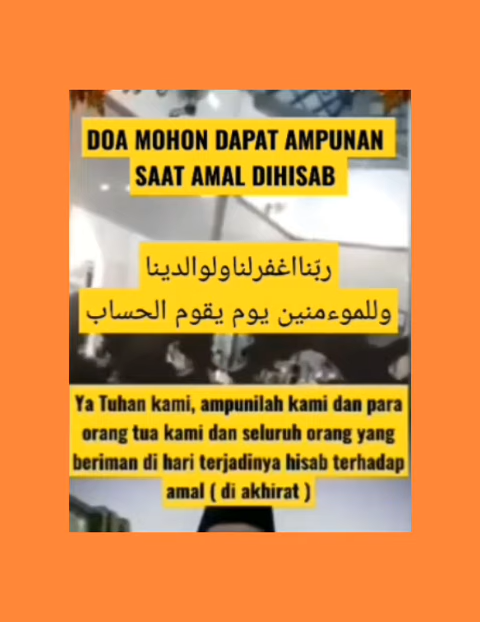 DOA MOHON DAPAT AMPUNAN
SAAT AMAL DIHISAB
ربّنااغفرلناولوالدينا
وللموءمنين يوم يقوم الحساب
Ya Tuhan kami, ampunilah kami dan para
orang tua kami dan seluruh orang yang
beriman di hari terjadinya hisab terhadap
amal ( di akhirat )